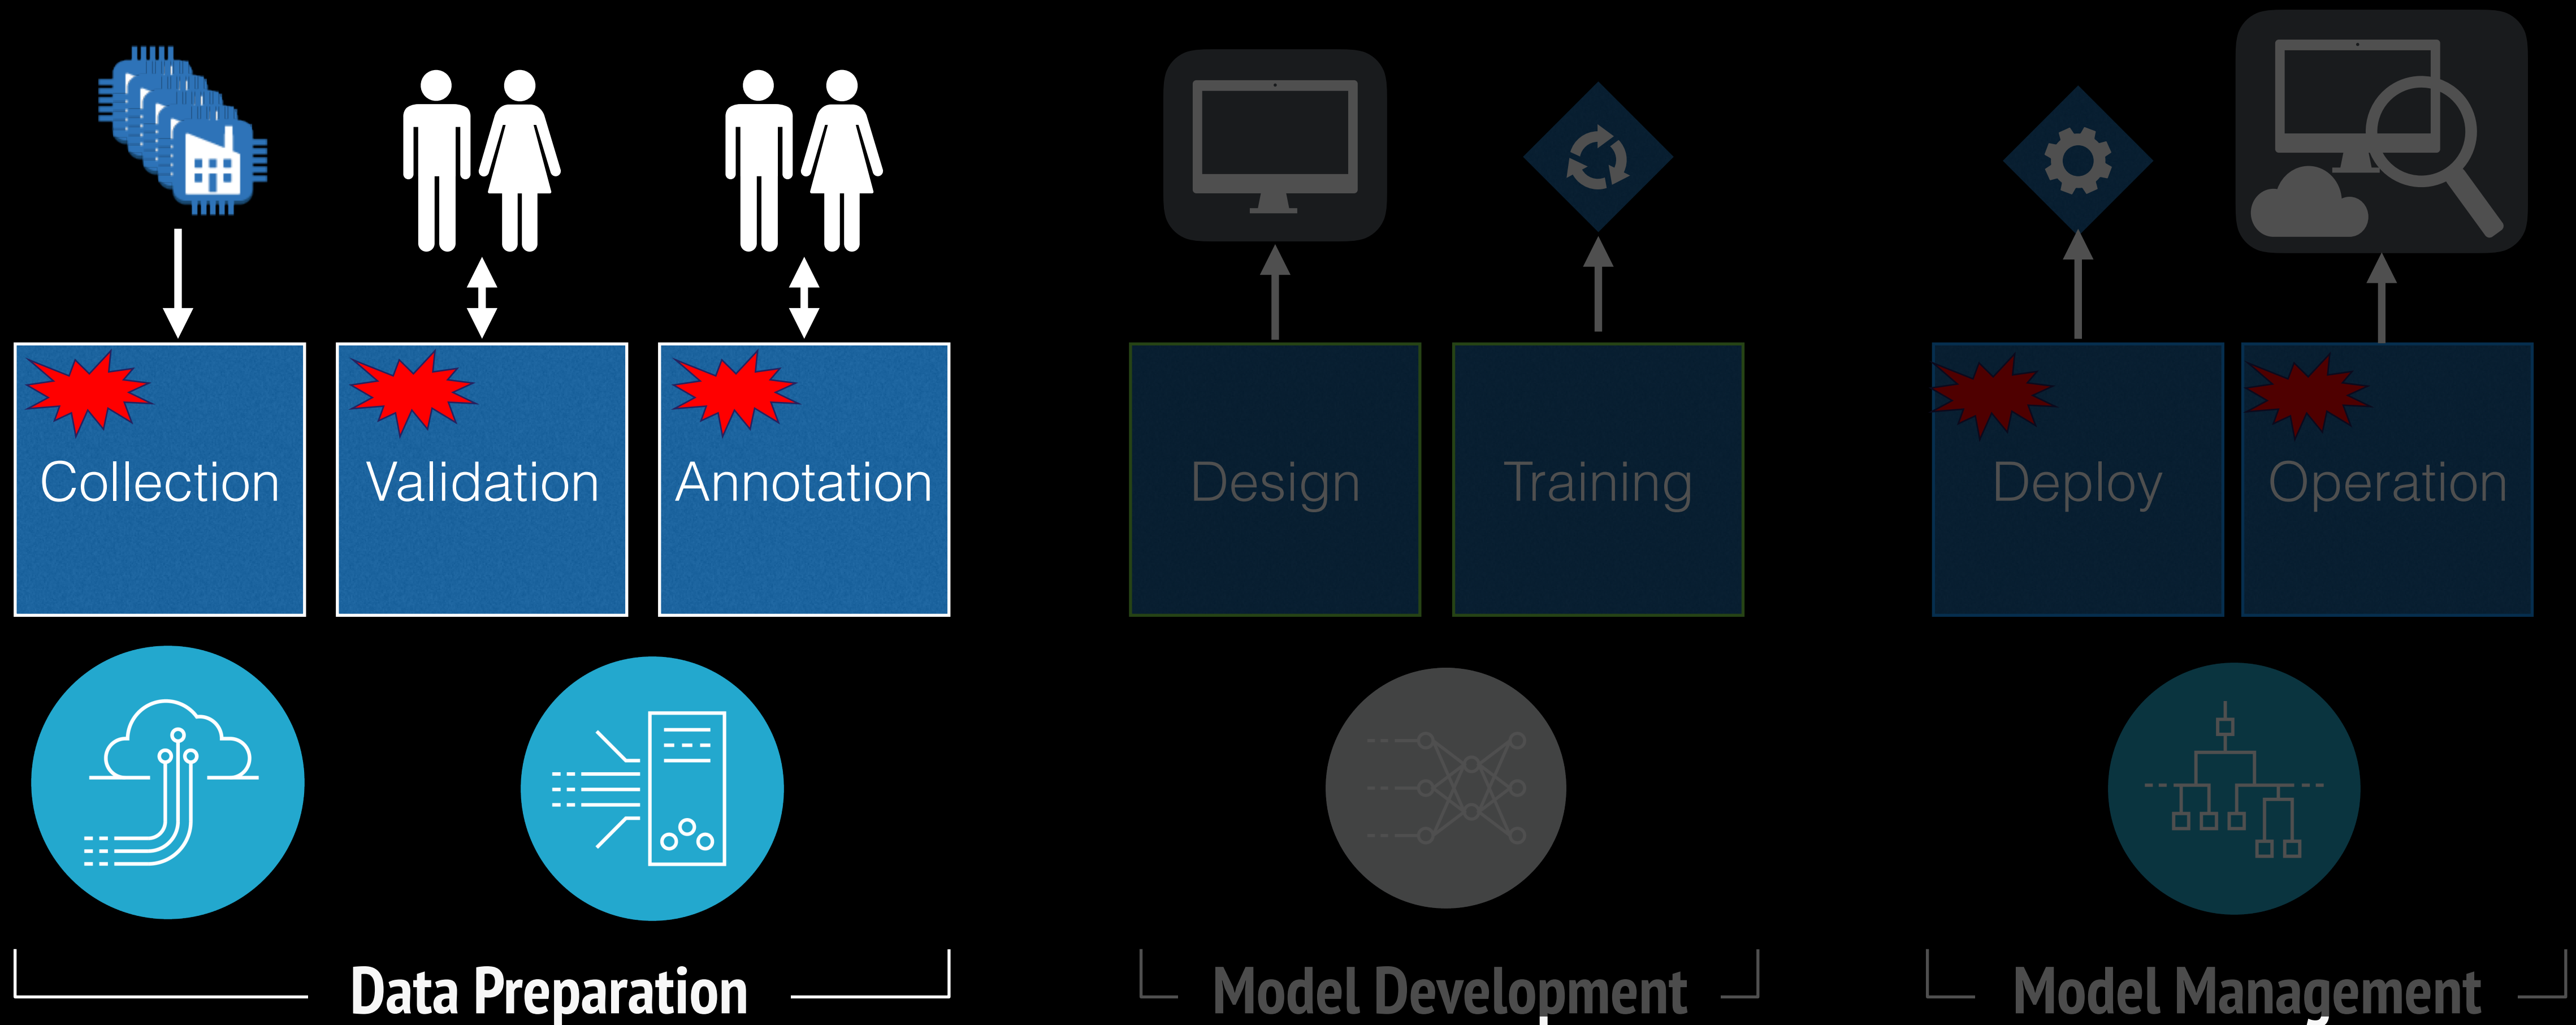 Collection
Validation
Annotation
Design
Training
Deploy
Operation
Data Preparation
Model Development
Model Management